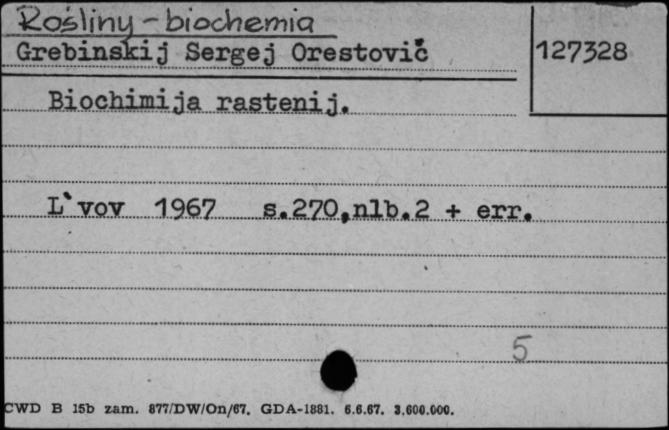 Rośliny - biochemia
Grebinskij Sergej Orestovič
127328
Biochimija rastenij.
L`vov 1967 s.270,nlb.2 + err.
5
CWD B 15b zam. 877/DW/On/67. GDA-1881. 6.6.67. 3.600.000.